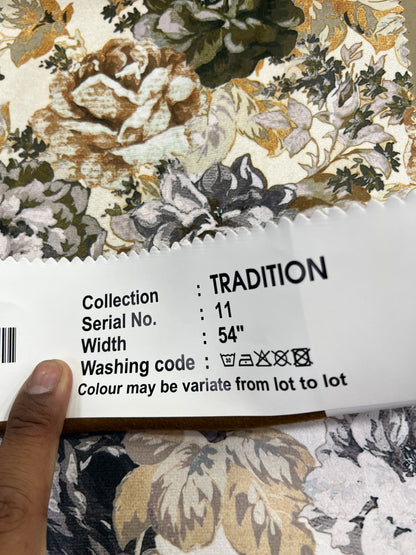 Collection : TRADITION
Serial No. : 11
Width : 54"
Washing code :
Colour may be variate from lot to lot